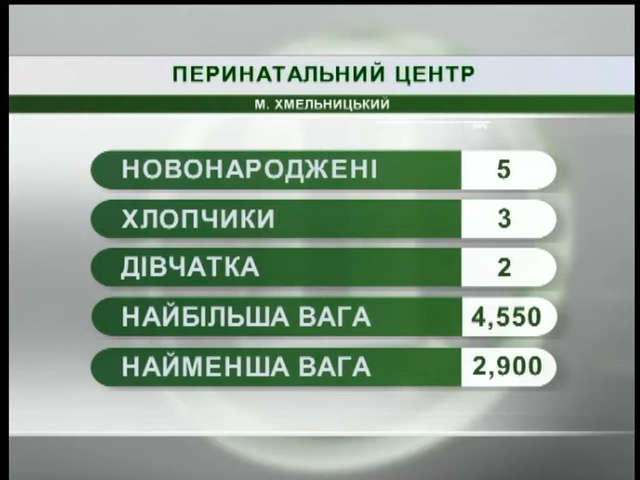 ПЕРИНАТАЛЬНИЙ ЦЕНТР
М. ХМЕЛЬНИЦЬКИЙ
НОВОНАРОДЖЕНІ 5
ХЛОПЧИКИ 3
ДІВЧАТКА 2
НАЙБІЛЬША ВАГА 4,550
НАЙМЕНША ВАГА 2,900